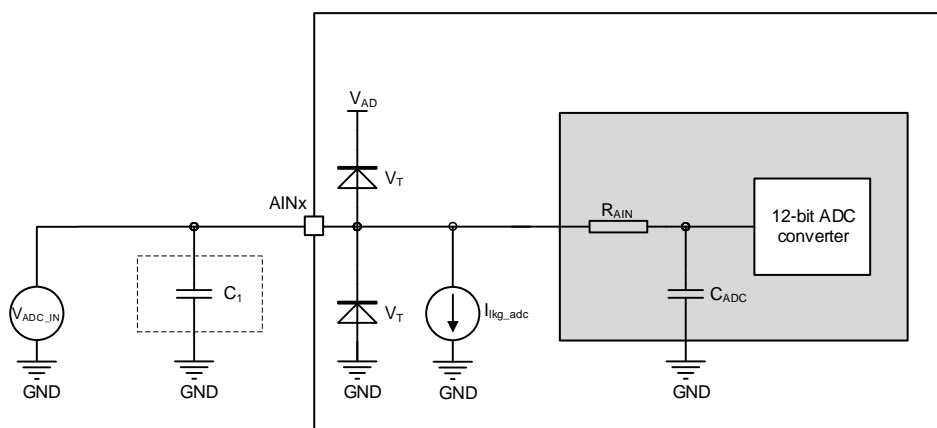 V_AD
V_T
AINx
R_AIN
12-bit ADC
converter
V_ADC_IN
C_1
V_T
I_lkg_adc
C_ADC
GND
GND
GND
GND
GND